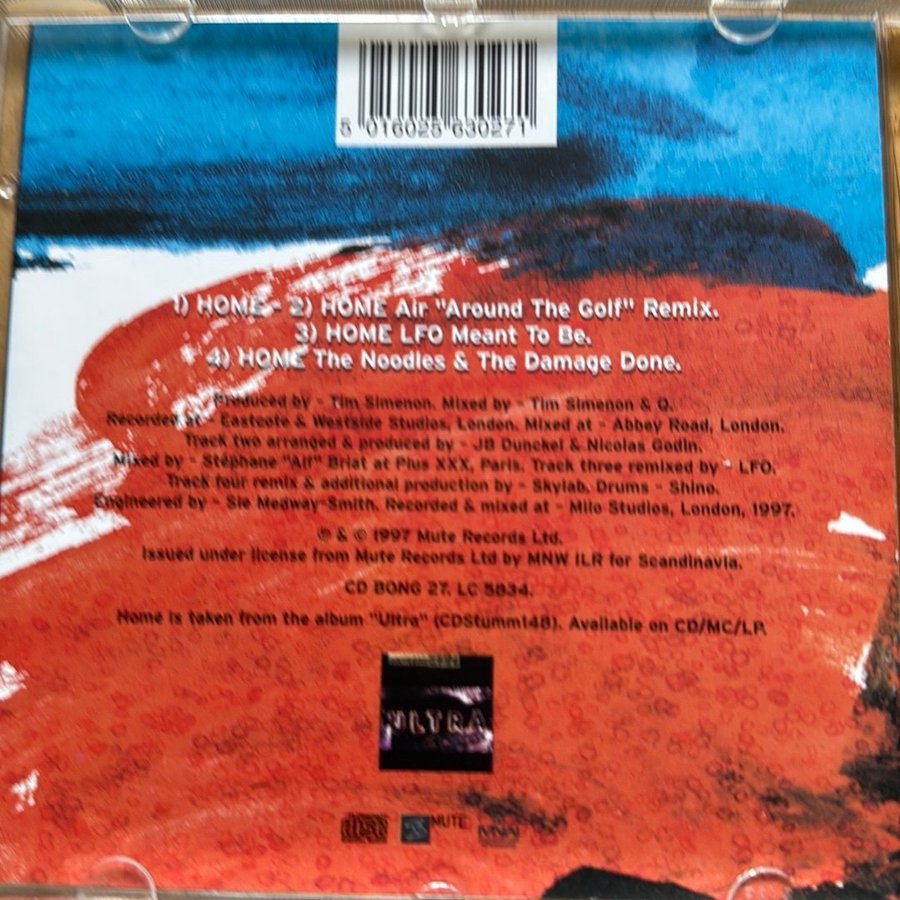 5 016025 630271
1) HOME - 2) HOME Air "Around The Golf" Remix.
3) HOME LFO Meant To Be.
4) HOME The Noodles & The Damage Done.
Produced by - Tim Simenon. Mixed by - Tim Simenon & Q.
Recorded at - Eastcote & Westside Studios, London. Mixed at - Abbey Road, London.
Track two arranged & produced by - JB Dunckel & Nicolas Godin.
Mixed by - Stéphane "Alf" Briat at Plus XXX, Paris. Track three remixed by - LFO.
Track four remix & additional production by - Skylab. Drums - Shino.
Engineered by - Sie Medway-Smith. Recorded & mixed at - Milo Studios, London, 1997.
℗ & © 1997 Mute Records Ltd.
Issued under license from Mute Records Ltd by MNW ILR for Scandinavia.
CD BONG 27. LC 5834.
Home is taken from the album "Ultra" (CDStumm148). Available on CD/MC/LP.
ULTRA
disc MUTE MNW